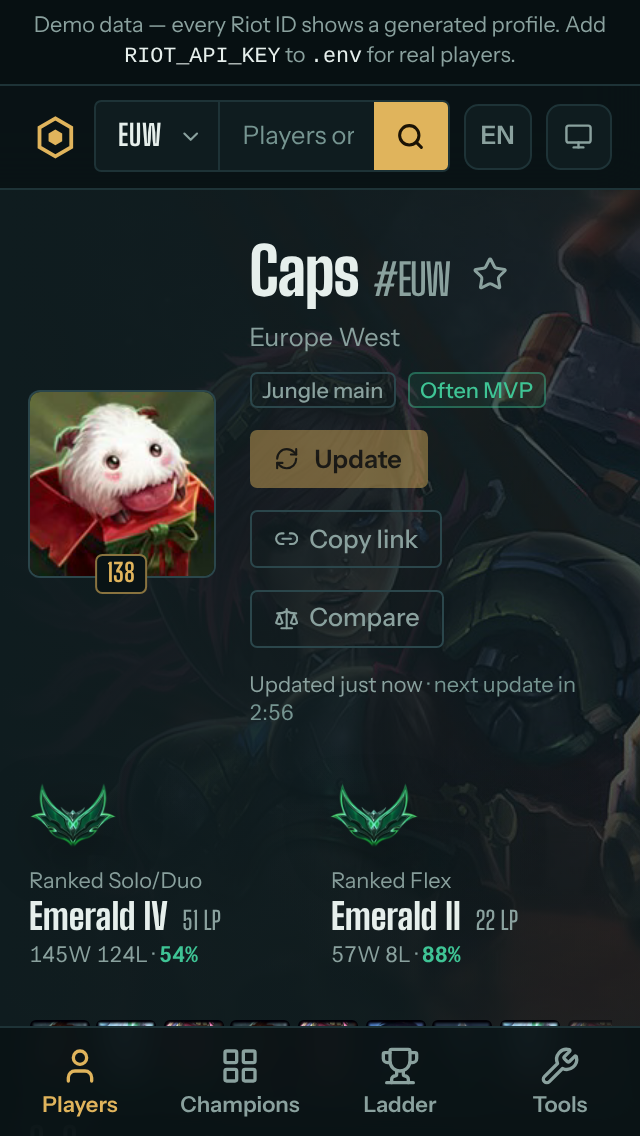 Demo data — every Riot ID shows a generated profile. Add
RIOT_API_KEY to .env for real players.
EUW
Players or
EN
Caps #EUW
Europe West
Jungle main
Often MVP
Update
Copy link
138
Compare
Updated just now · next update in
2:56
Ranked Solo/Duo
Emerald IV 51 LP
145W 124L · 54%
Ranked Flex
Emerald II 22 LP
57W 8L · 88%
Players
Champions
Ladder
Tools